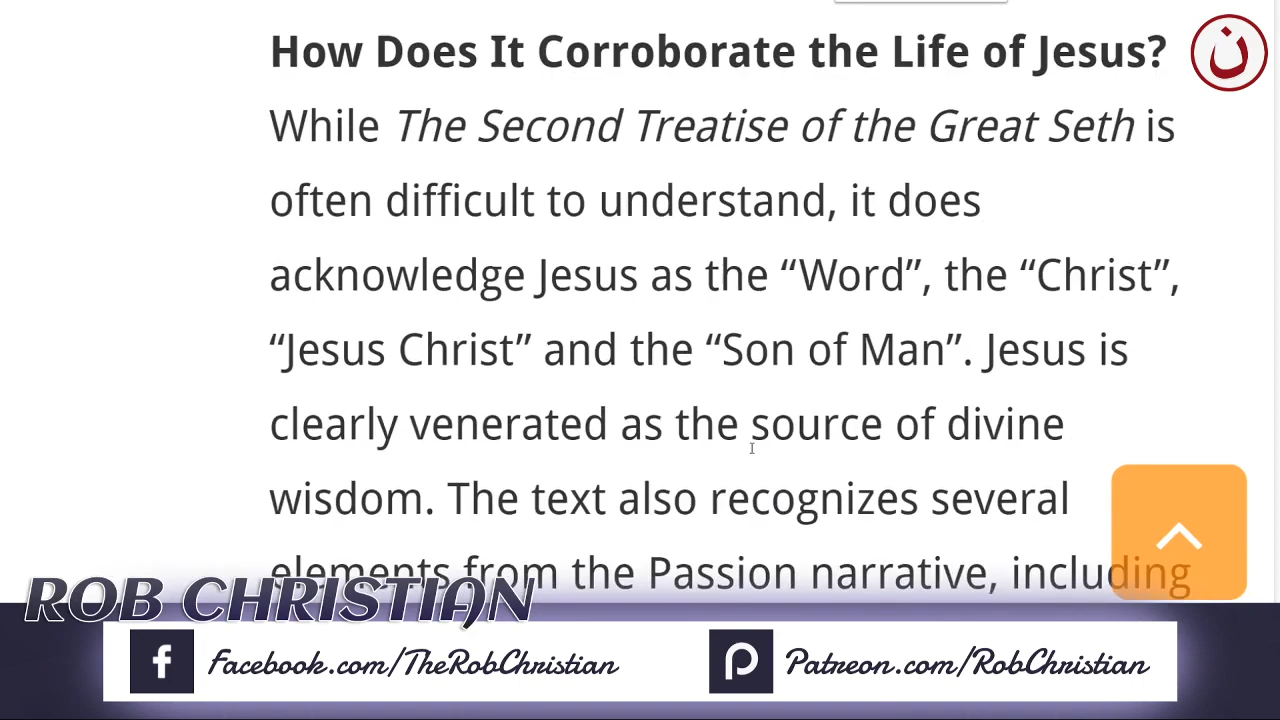 How Does It Corroborate the Life of Jesus?
ن
While The Second Treatise of the Great Seth is
often difficult to understand, it does
acknowledge Jesus as the “Word”, the “Christ”,
“Jesus Christ” and the “Son of Man”. Jesus is
clearly venerated as the source of divine
wisdom. The text also recognizes several
elements from the Passion narrative, including
ROB CHRISTIAN
Facebook.com/TheRobChristian
Patreon.com/RobChristian